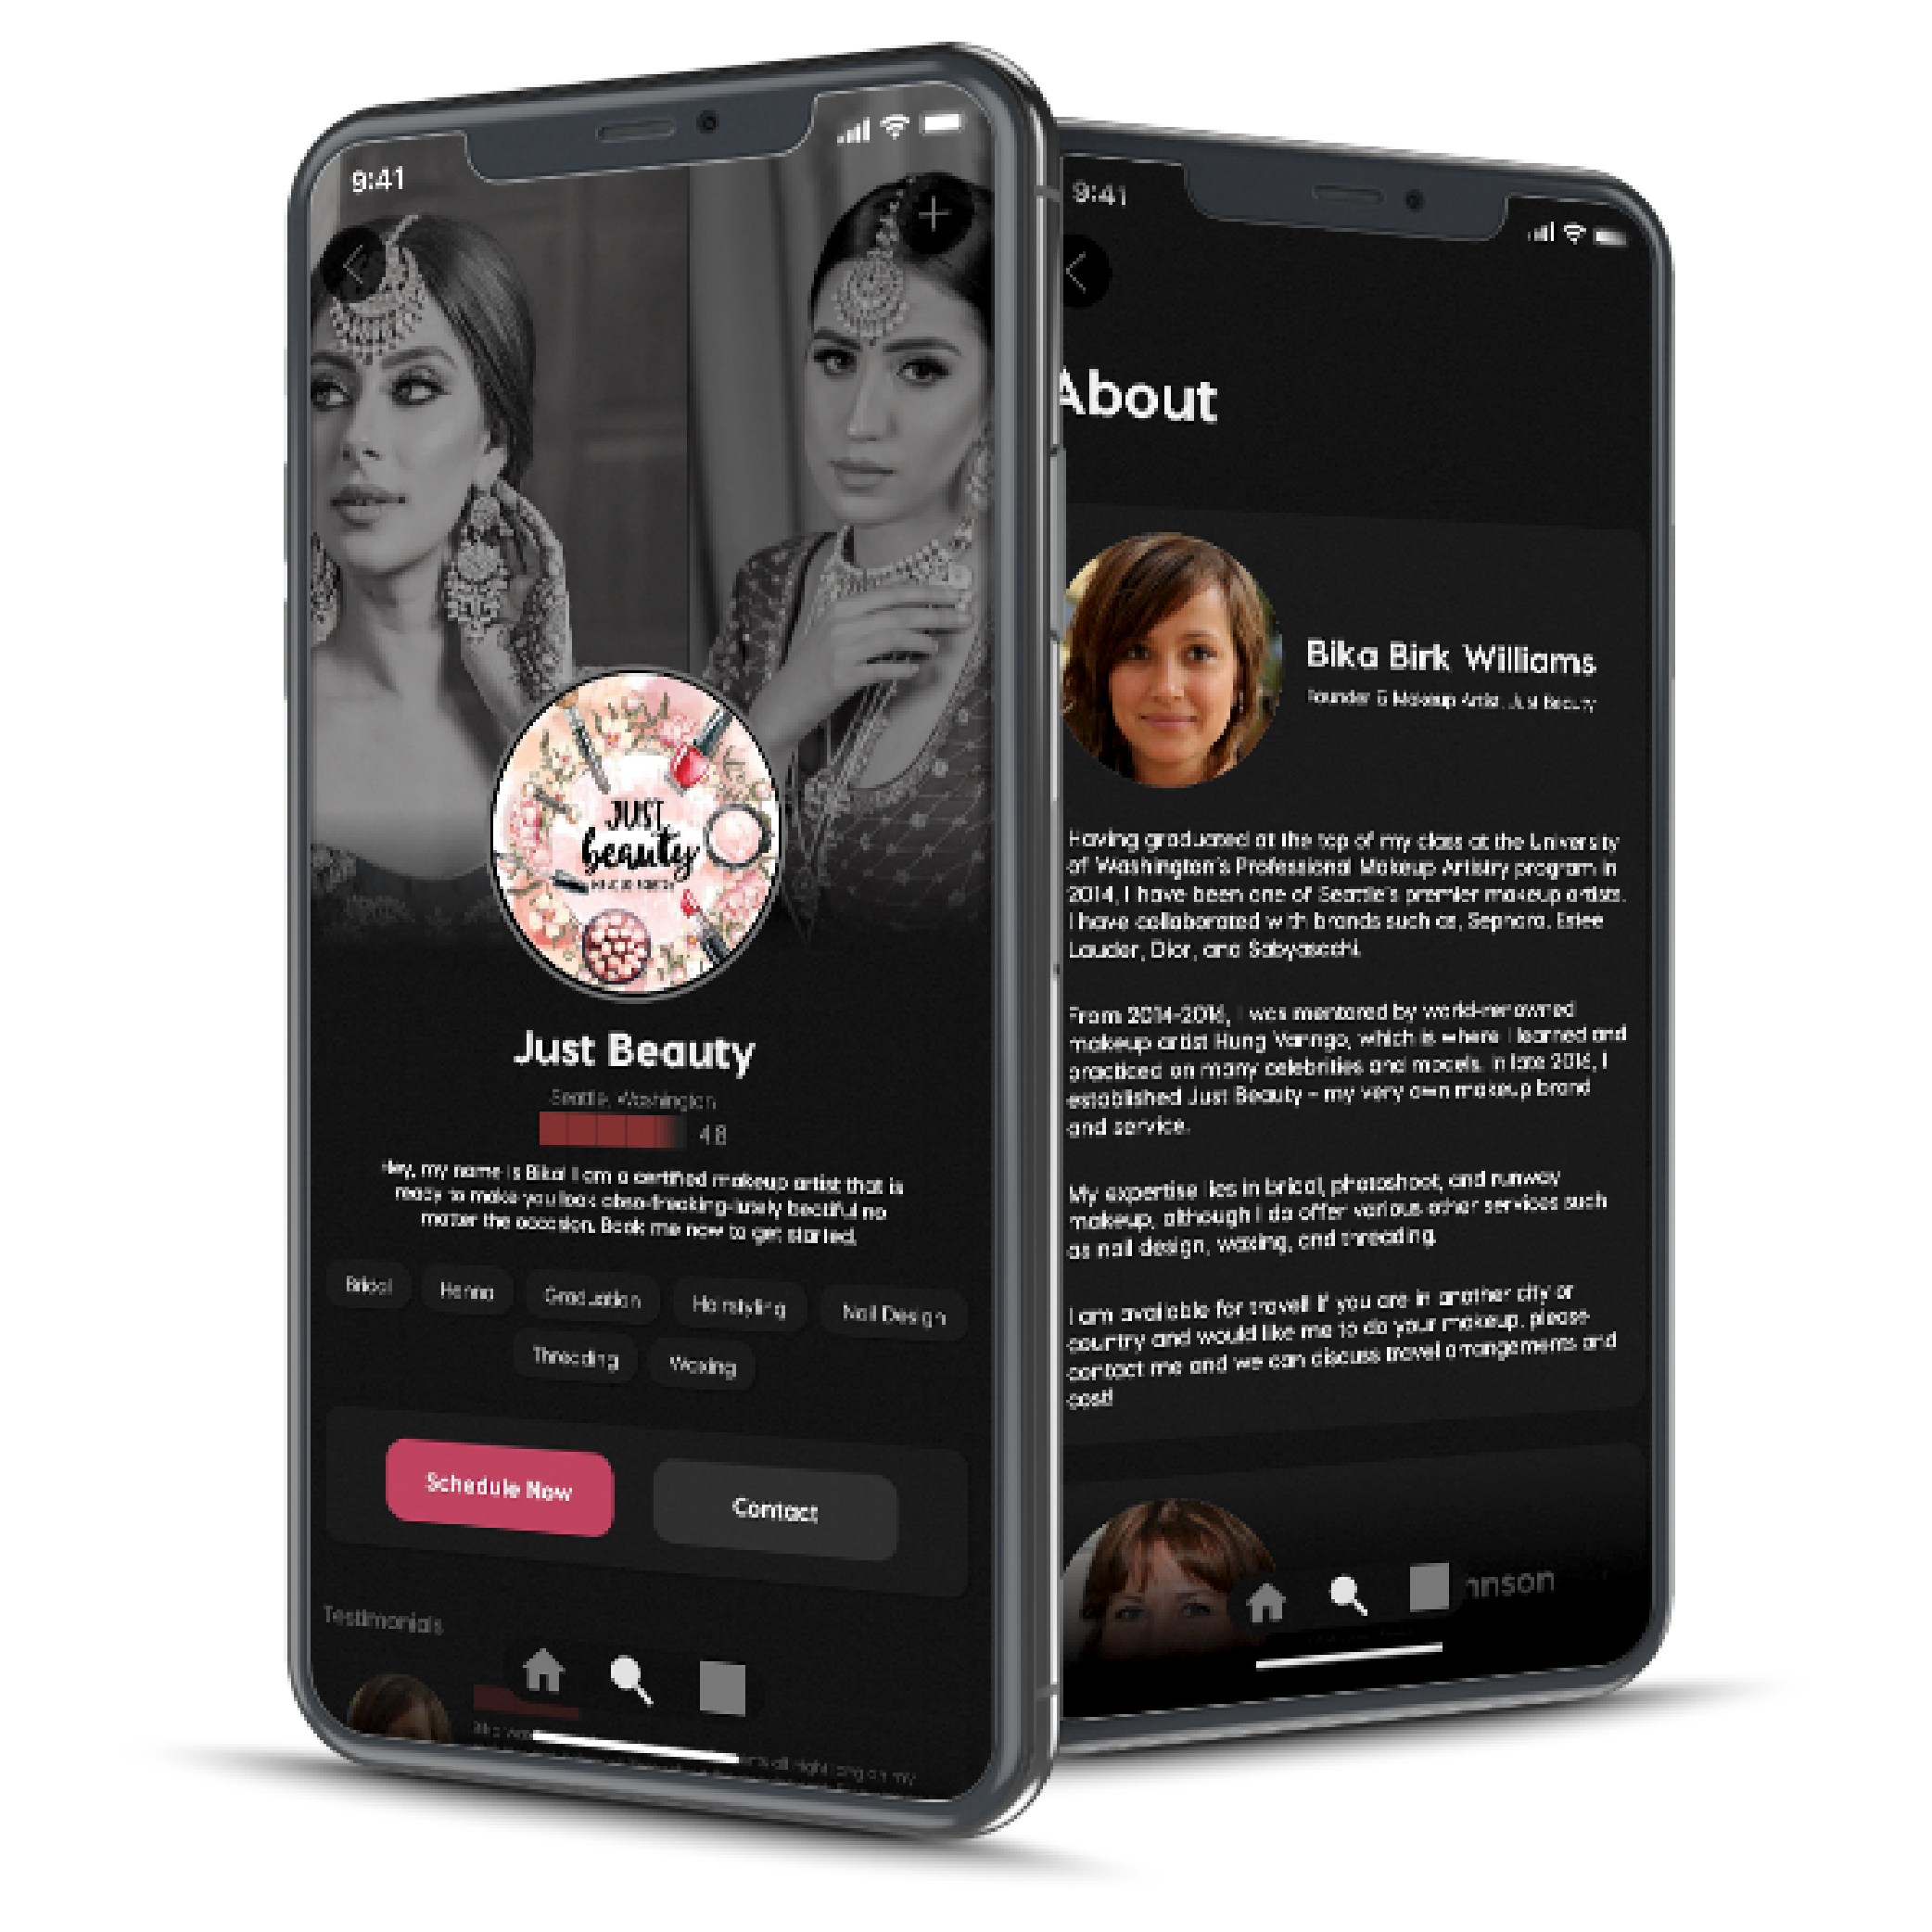 9:41
JUST
beauty
Just Beauty
Seattle, Washington
4.8
Hey, my name is Bika! I am a certified makeup artist that is
ready to make you look abso-freaking-lutely beatiful no
matter the occasion. Book me now to get started.
Bridal Henna Graduation Hairstyling Nail Design
Threading Waxing
Schedule Now Contact
Testimonials
9:41
About
Bika Birk Williams
Founder & Makeup Artist, Just Beauty
Having graduated at the top of my class at the University
of Washington's Professional Makeup Artistry program in
2014, I have been one of Seattle's premier makeup artists.
I have collaborated with brands such as, Sephora, Estee
Lauder, Dior, and Sabyasachi.
From 2014-2016, I was mentored by world-renowned
makeup artist Hung Vanngo, which is where I learned and
practiced on many celebrities and models. In late 2016, I
established Just Beauty - my very own makeup brand
and service.
My expertise lies in bridal, photoshoot, and runway
makeup, although I do offer various other services such
as nail design, waxing, and threading.
I am available for travel! If you are in another city or
country and would like me to do your makeup, please
contact me and we can discuss travel arrangements and
cost!
hnson